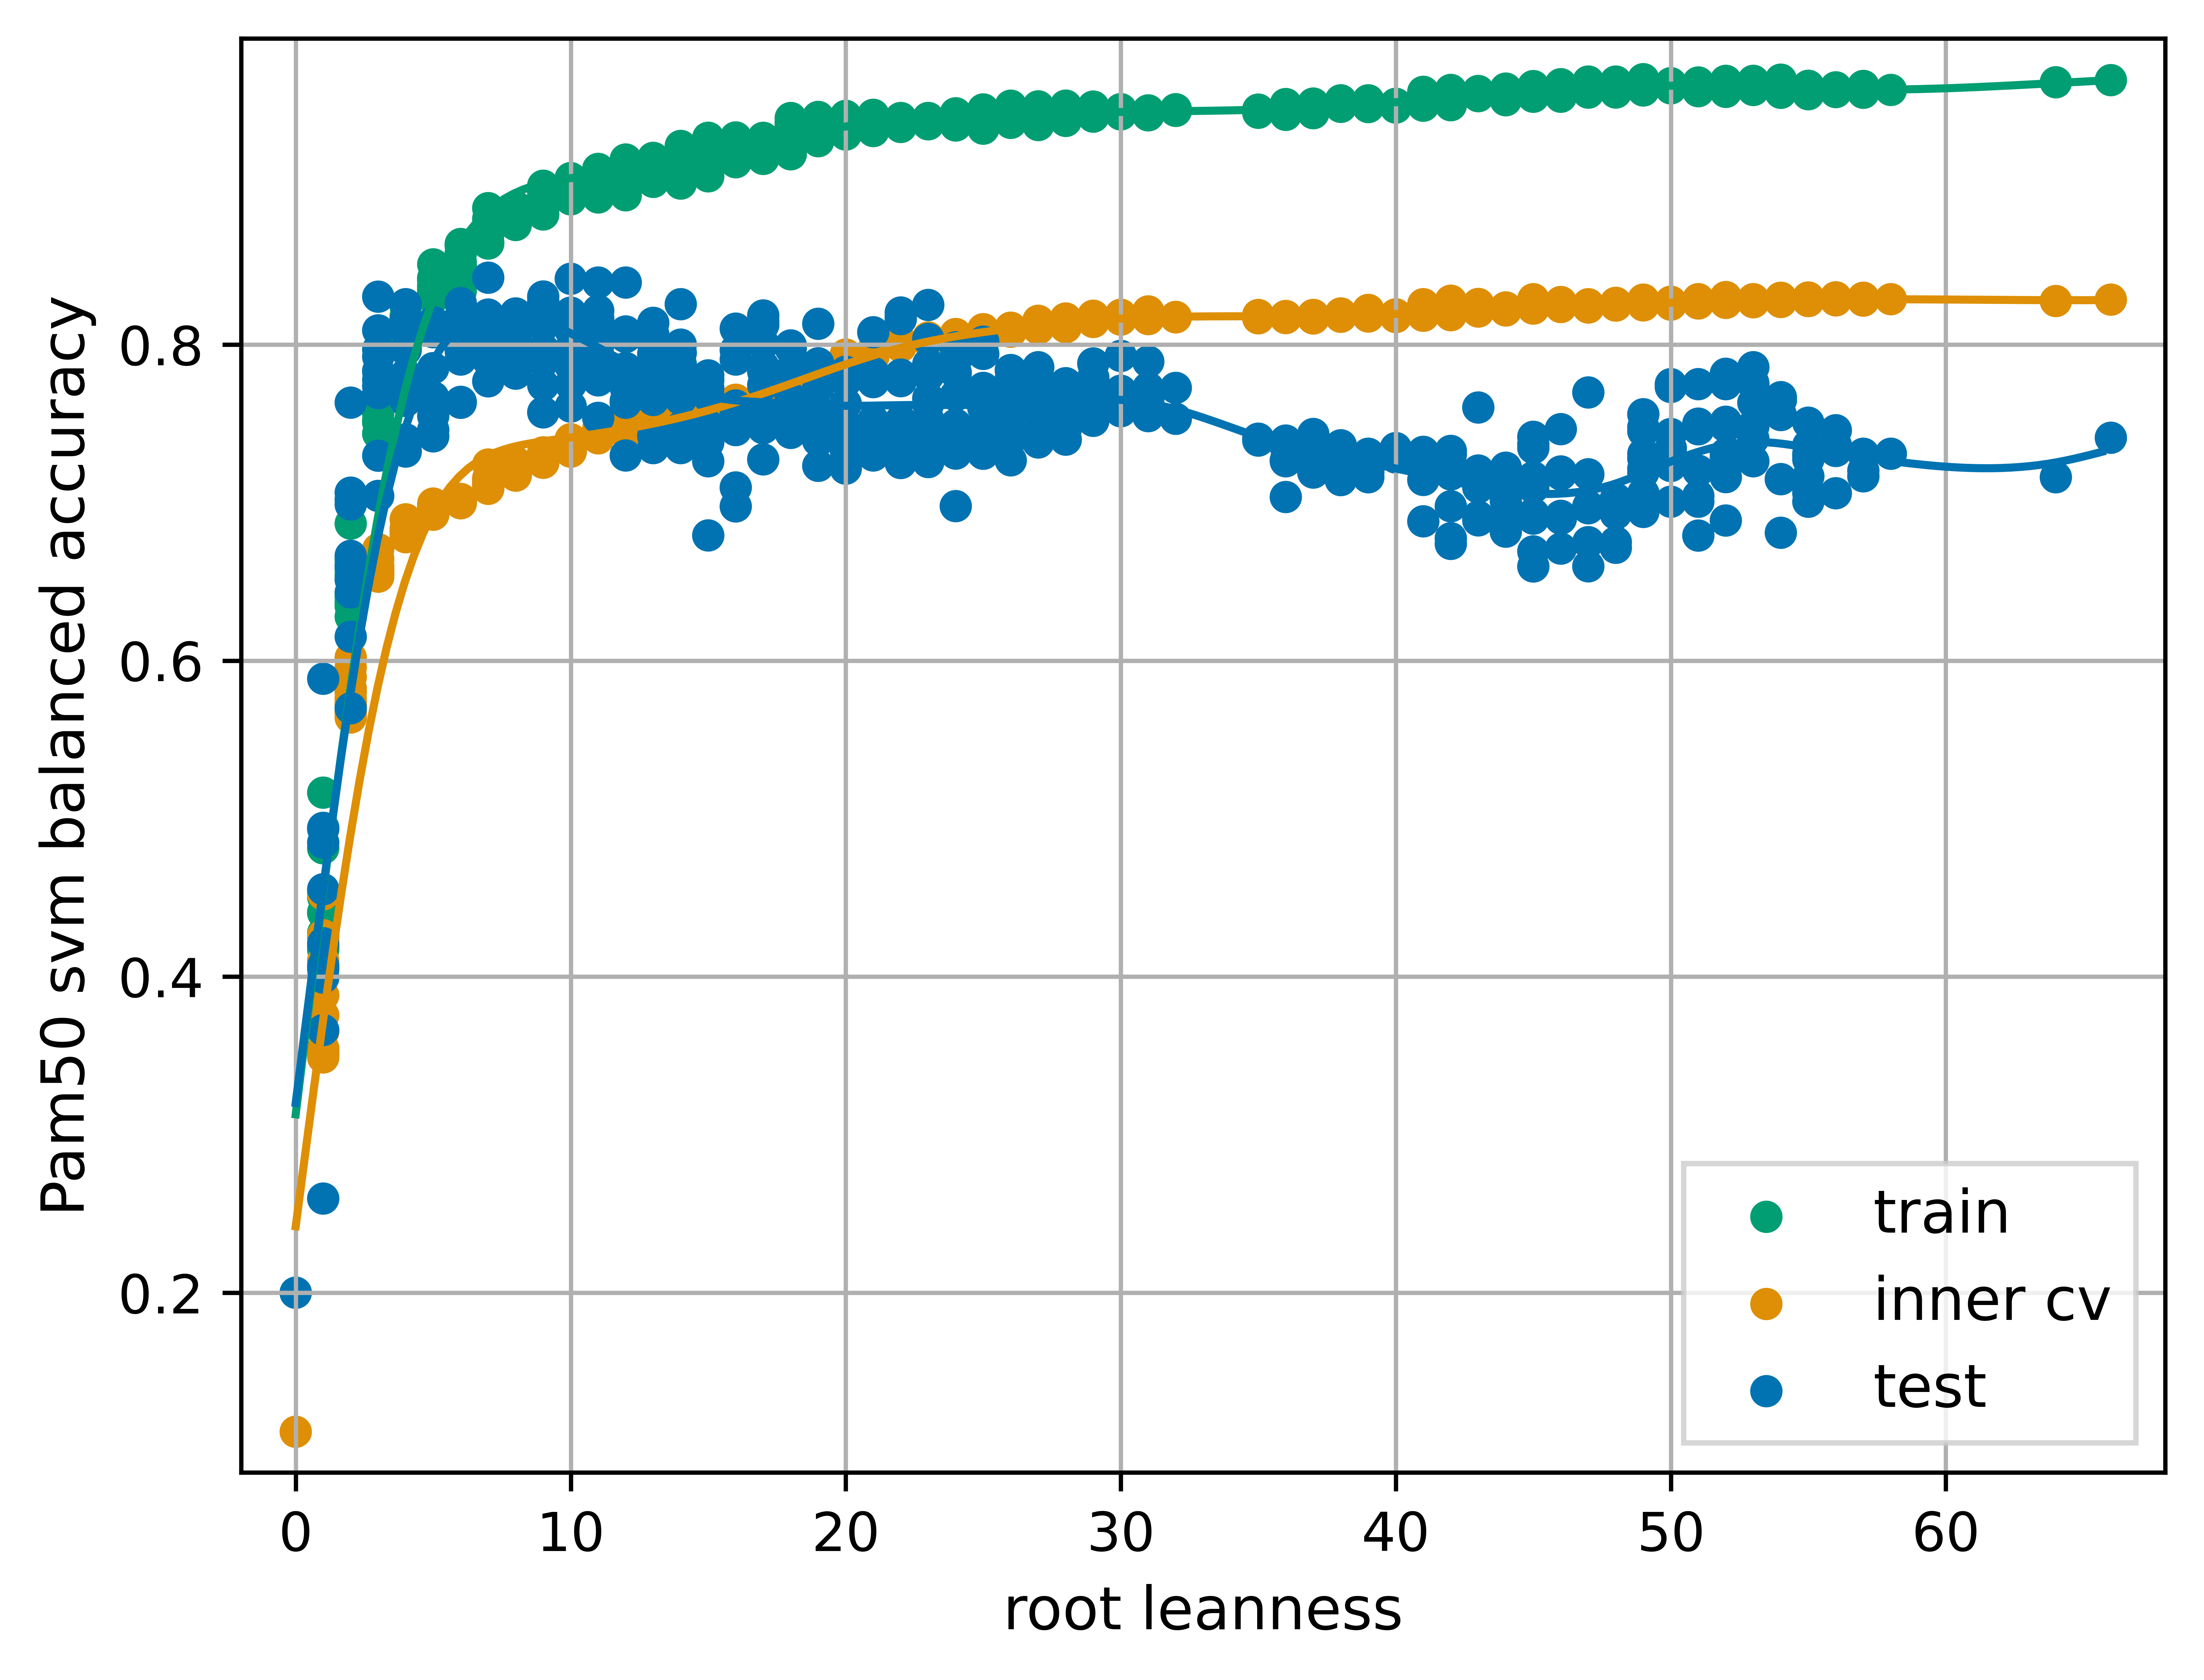 Pam50 svm balanced accuracy
0.8
0.6
0.4
0.2
train
inner cv
test
0 10 20 30 40 50 60
root leanness